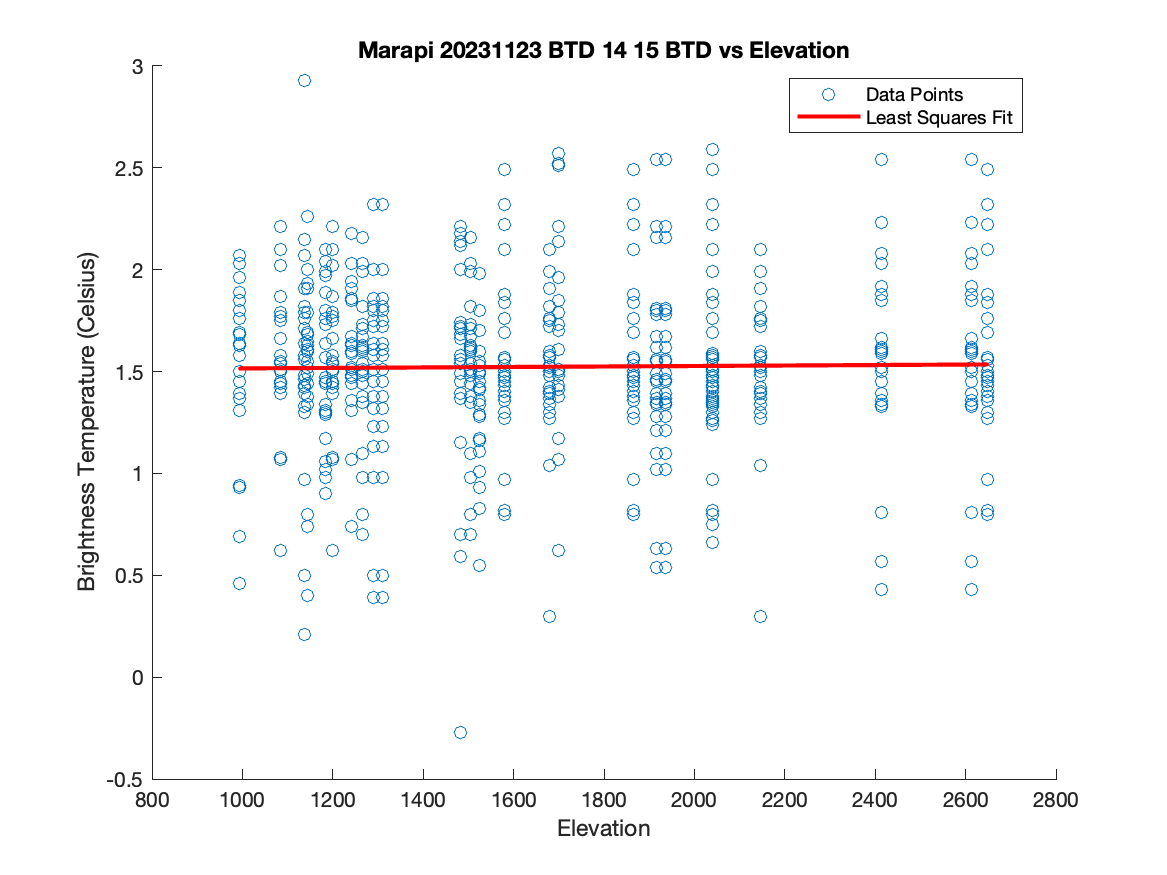 Marapi 20231123 BTD 14 15 BTD vs Elevation
Data Points
Least Squares Fit
3
2.5
2
1.5
1
0.5
0
-0.5
Brightness Temperature (Celsius)
800 1000 1200 1400 1600 1800 2000 2200 2400 2600 2800
Elevation